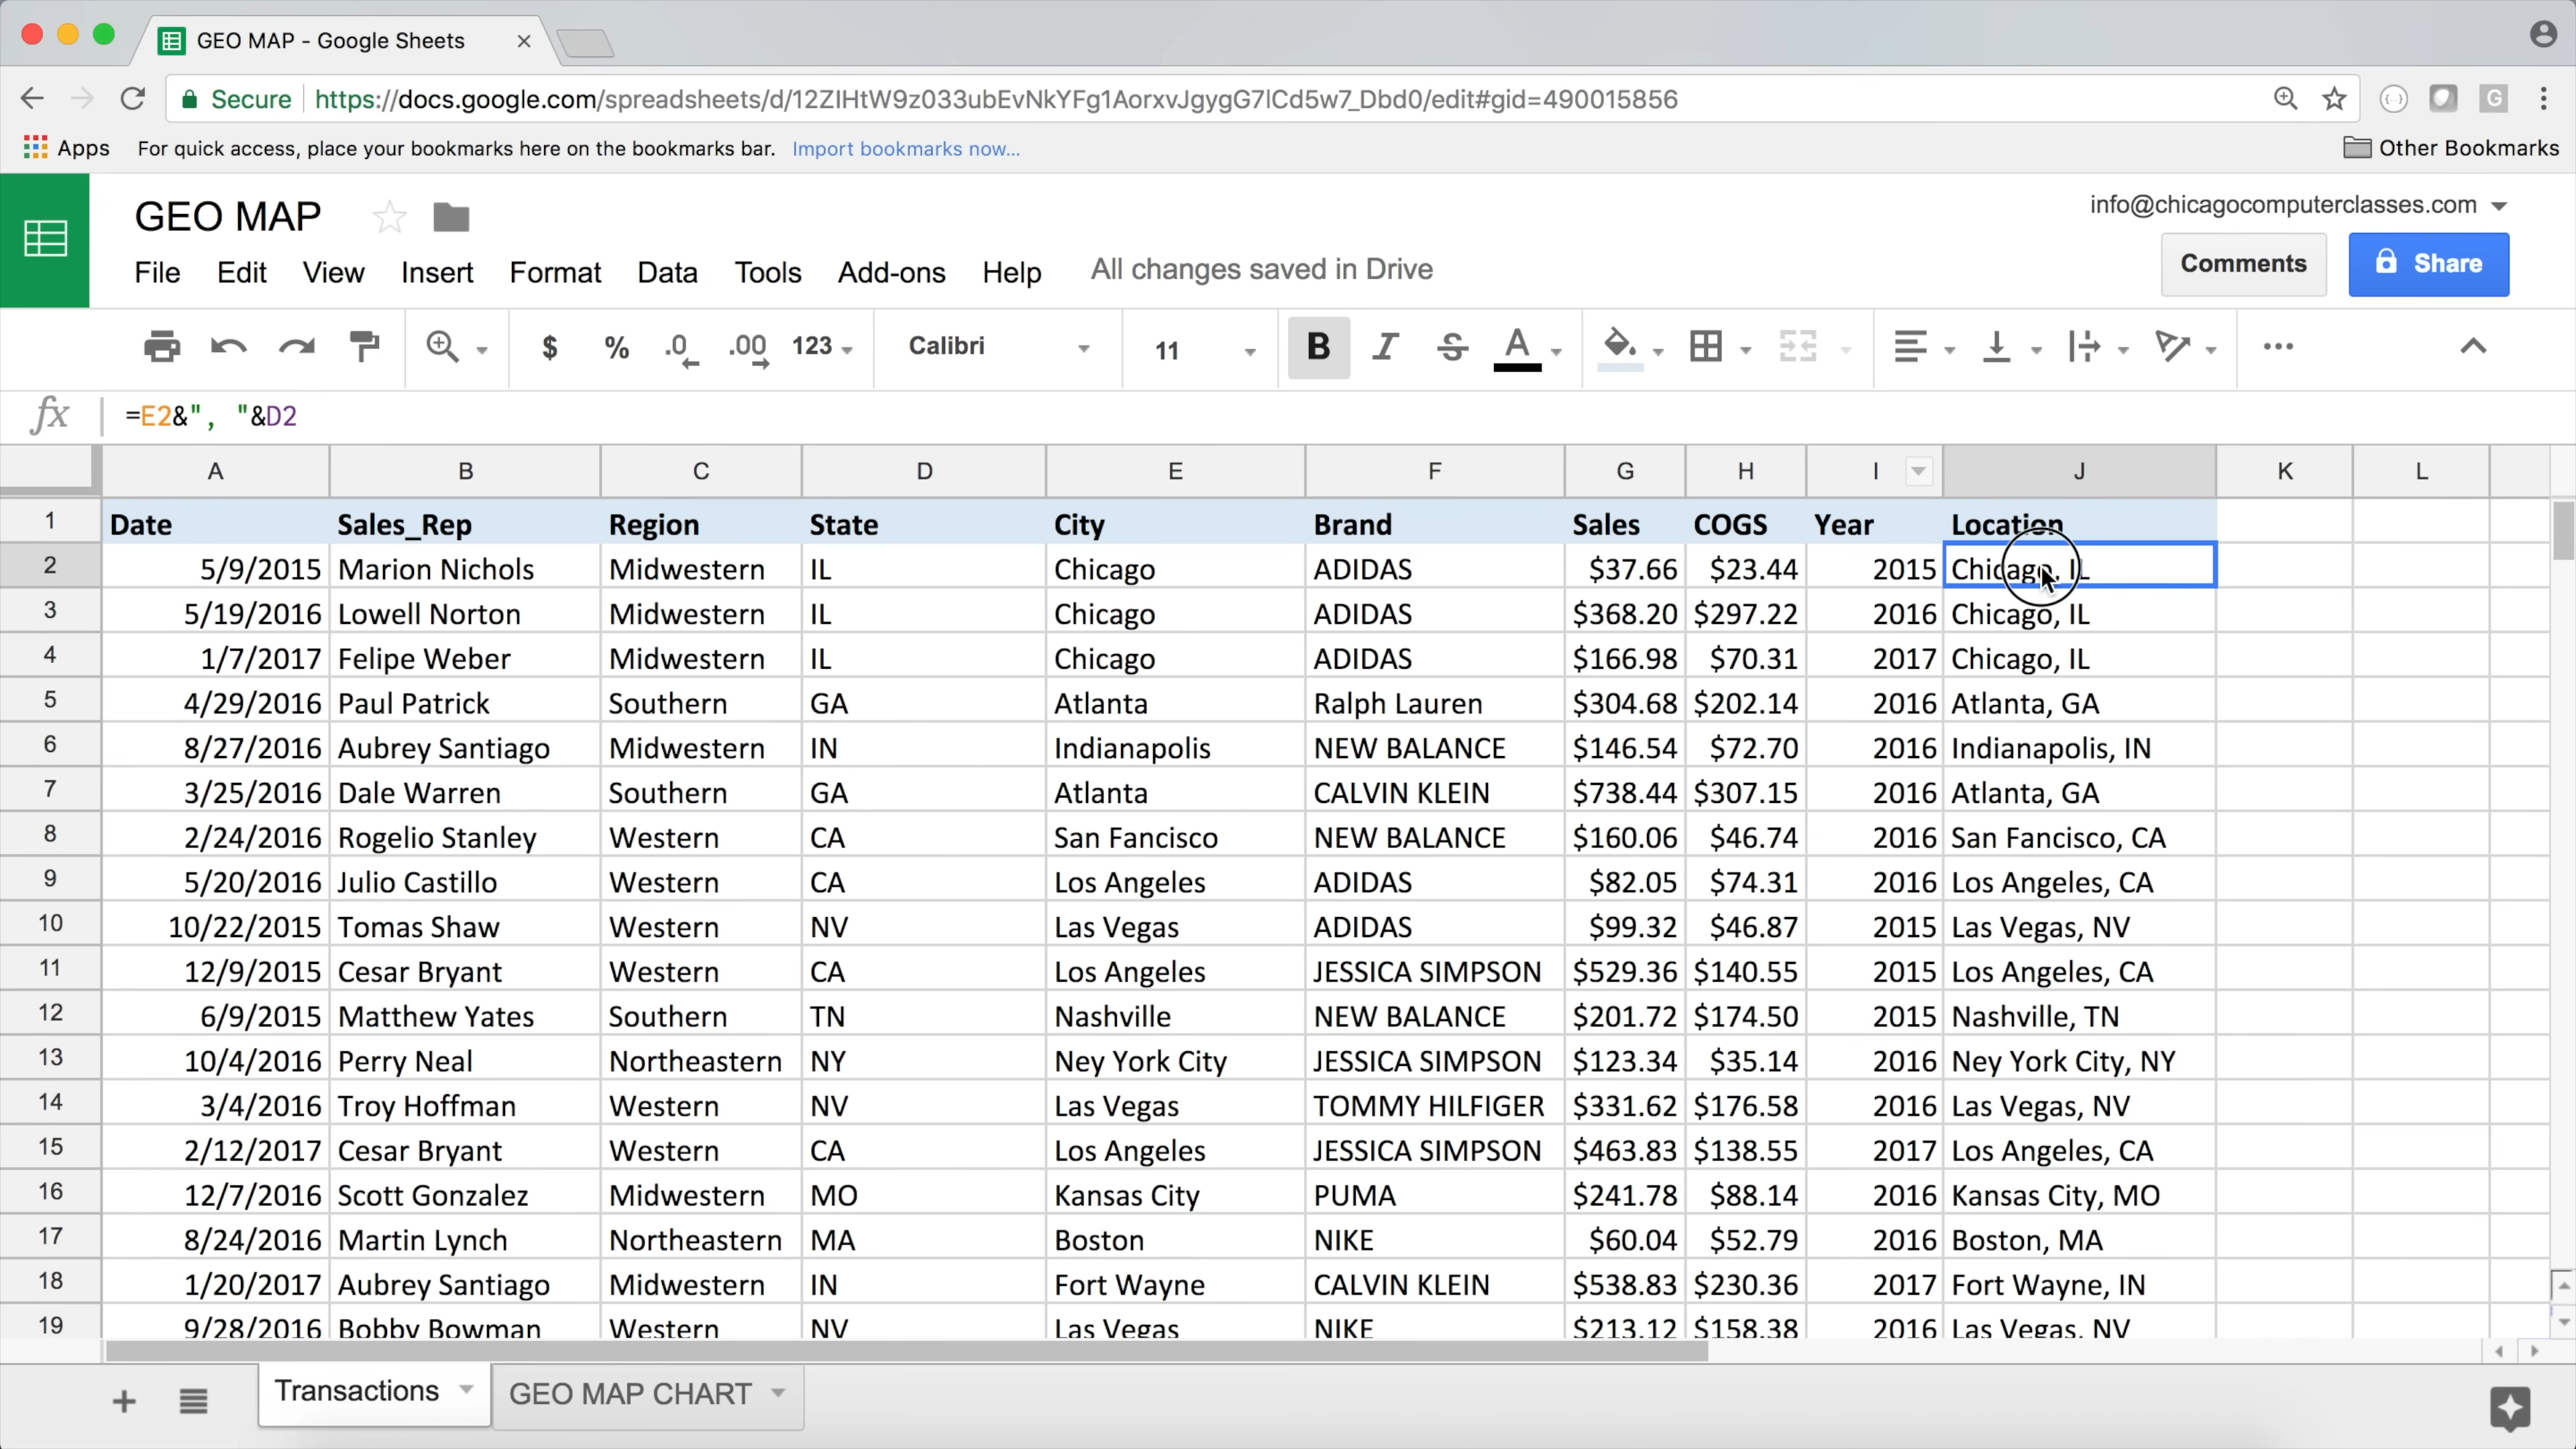 GEO MAP - Google Sheets
Secure https://docs.google.com/spreadsheets/d/12ZIHtW9z033ubEvNkYFg1AorxvJgygG7lCd5w7_Dbd0/edit#gid=490015856
Apps For quick access, place your bookmarks here on the bookmarks bar. Import bookmarks now... Other Bookmarks
GEO MAP info@chicagocomputerclasses.com
File Edit View Insert Format Data Tools Add-ons Help All changes saved in Drive Comments Share
$ % .0 .00 123 Calibri 11 B I S A
fx =E2&", "&D2
A B C D E F G H I J K L
1 Date Sales_Rep Region State City Brand Sales COGS Year Location
2 5/9/2015 Marion Nichols Midwestern IL Chicago ADIDAS $37.66 $23.44 2015 Chicago, IL
3 5/19/2016 Lowell Norton Midwestern IL Chicago ADIDAS $368.20 $297.22 2016 Chicago, IL
4 1/7/2017 Felipe Weber Midwestern IL Chicago ADIDAS $166.98 $70.31 2017 Chicago, IL
5 4/29/2016 Paul Patrick Southern GA Atlanta Ralph Lauren $304.68 $202.14 2016 Atlanta, GA
6 8/27/2016 Aubrey Santiago Midwestern IN Indianapolis NEW BALANCE $146.54 $72.70 2016 Indianapolis, IN
7 3/25/2016 Dale Warren Southern GA Atlanta CALVIN KLEIN $738.44 $307.15 2016 Atlanta, GA
8 2/24/2016 Rogelio Stanley Western CA San Fancisco NEW BALANCE $160.06 $46.74 2016 San Fancisco, CA
9 5/20/2016 Julio Castillo Western CA Los Angeles ADIDAS $82.05 $74.31 2016 Los Angeles, CA
10 10/22/2015 Tomas Shaw Western NV Las Vegas ADIDAS $99.32 $46.87 2015 Las Vegas, NV
11 12/9/2015 Cesar Bryant Western CA Los Angeles JESSICA SIMPSON $529.36 $140.55 2015 Los Angeles, CA
12 6/9/2015 Matthew Yates Southern TN Nashville NEW BALANCE $201.72 $174.50 2015 Nashville, TN
13 10/4/2016 Perry Neal Northeastern NY Ney York City JESSICA SIMPSON $123.34 $35.14 2016 Ney York City, NY
14 3/4/2016 Troy Hoffman Western NV Las Vegas TOMMY HILFIGER $331.62 $176.58 2016 Las Vegas, NV
15 2/12/2017 Cesar Bryant Western CA Los Angeles JESSICA SIMPSON $463.83 $138.55 2017 Los Angeles, CA
16 12/7/2016 Scott Gonzalez Midwestern MO Kansas City PUMA $241.78 $88.14 2016 Kansas City, MO
17 8/24/2016 Martin Lynch Northeastern MA Boston NIKE $60.04 $52.79 2016 Boston, MA
18 1/20/2017 Aubrey Santiago Midwestern IN Fort Wayne CALVIN KLEIN $538.83 $230.36 2017 Fort Wayne, IN
19 9/28/2016 Bobby Bowman Western NV Las Vegas NIKE $213.12 $158.38 2016 Las Vegas, NV
Transactions GEO MAP CHART